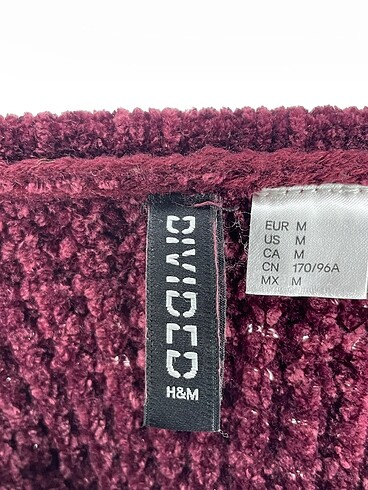 DIVIDED
H&M
EUR M
US M
CA M
CN 170/96A
MX M